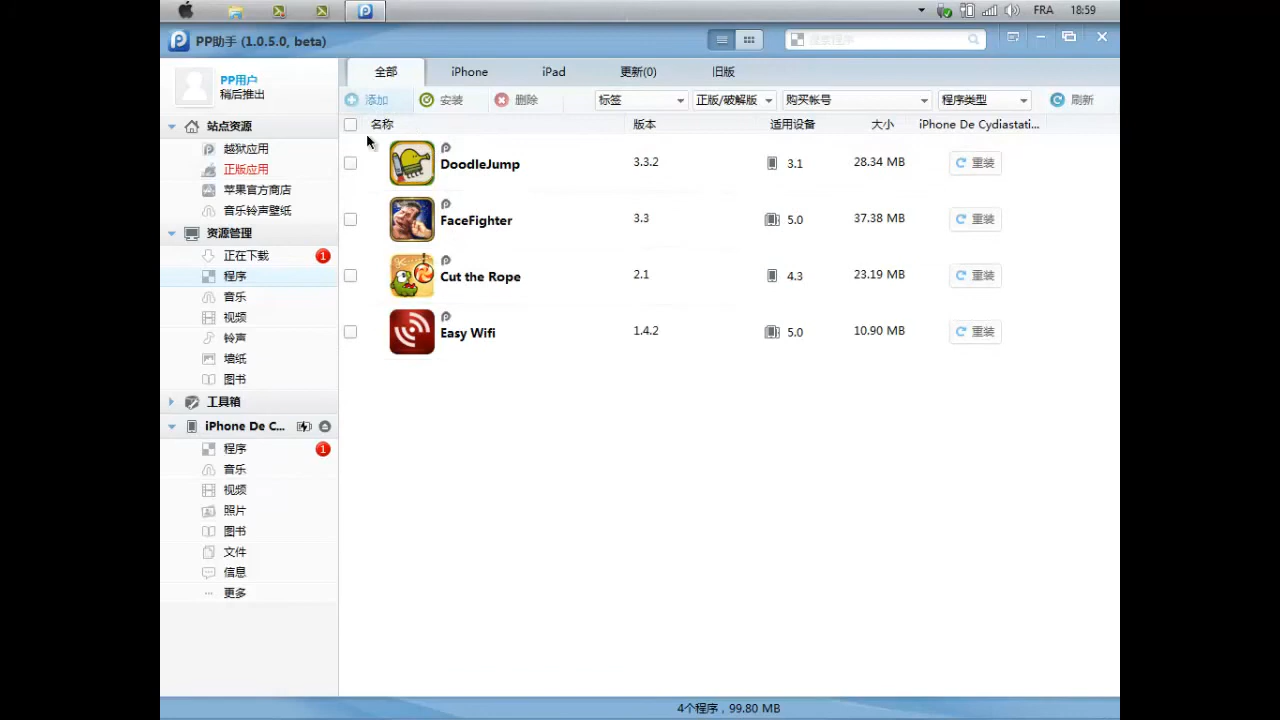 FRA 18:59
PP助手 (1.0.5.0, beta)
搜索程序
PP用户
稍后推出
全部 iPhone iPad 更新(0) 旧版
添加 安装 删除 标签 正版/破解版 购买帐号 程序类型 刷新
名称 版本 适用设备 大小 iPhone De Cydiastati...
站点资源
越狱应用
正版应用
苹果官方商店
音乐铃声壁纸
资源管理
正在下载 1
程序
音乐
视频
铃声
墙纸
图书
工具箱
iPhone De C...
程序 1
音乐
视频
照片
图书
文件
信息
更多
DoodleJump 3.3.2 3.1 28.34 MB 重装
FaceFighter 3.3 5.0 37.38 MB 重装
Cut the Rope 2.1 4.3 23.19 MB 重装
Easy Wifi 1.4.2 5.0 10.90 MB 重装
4个程序，99.80 MB